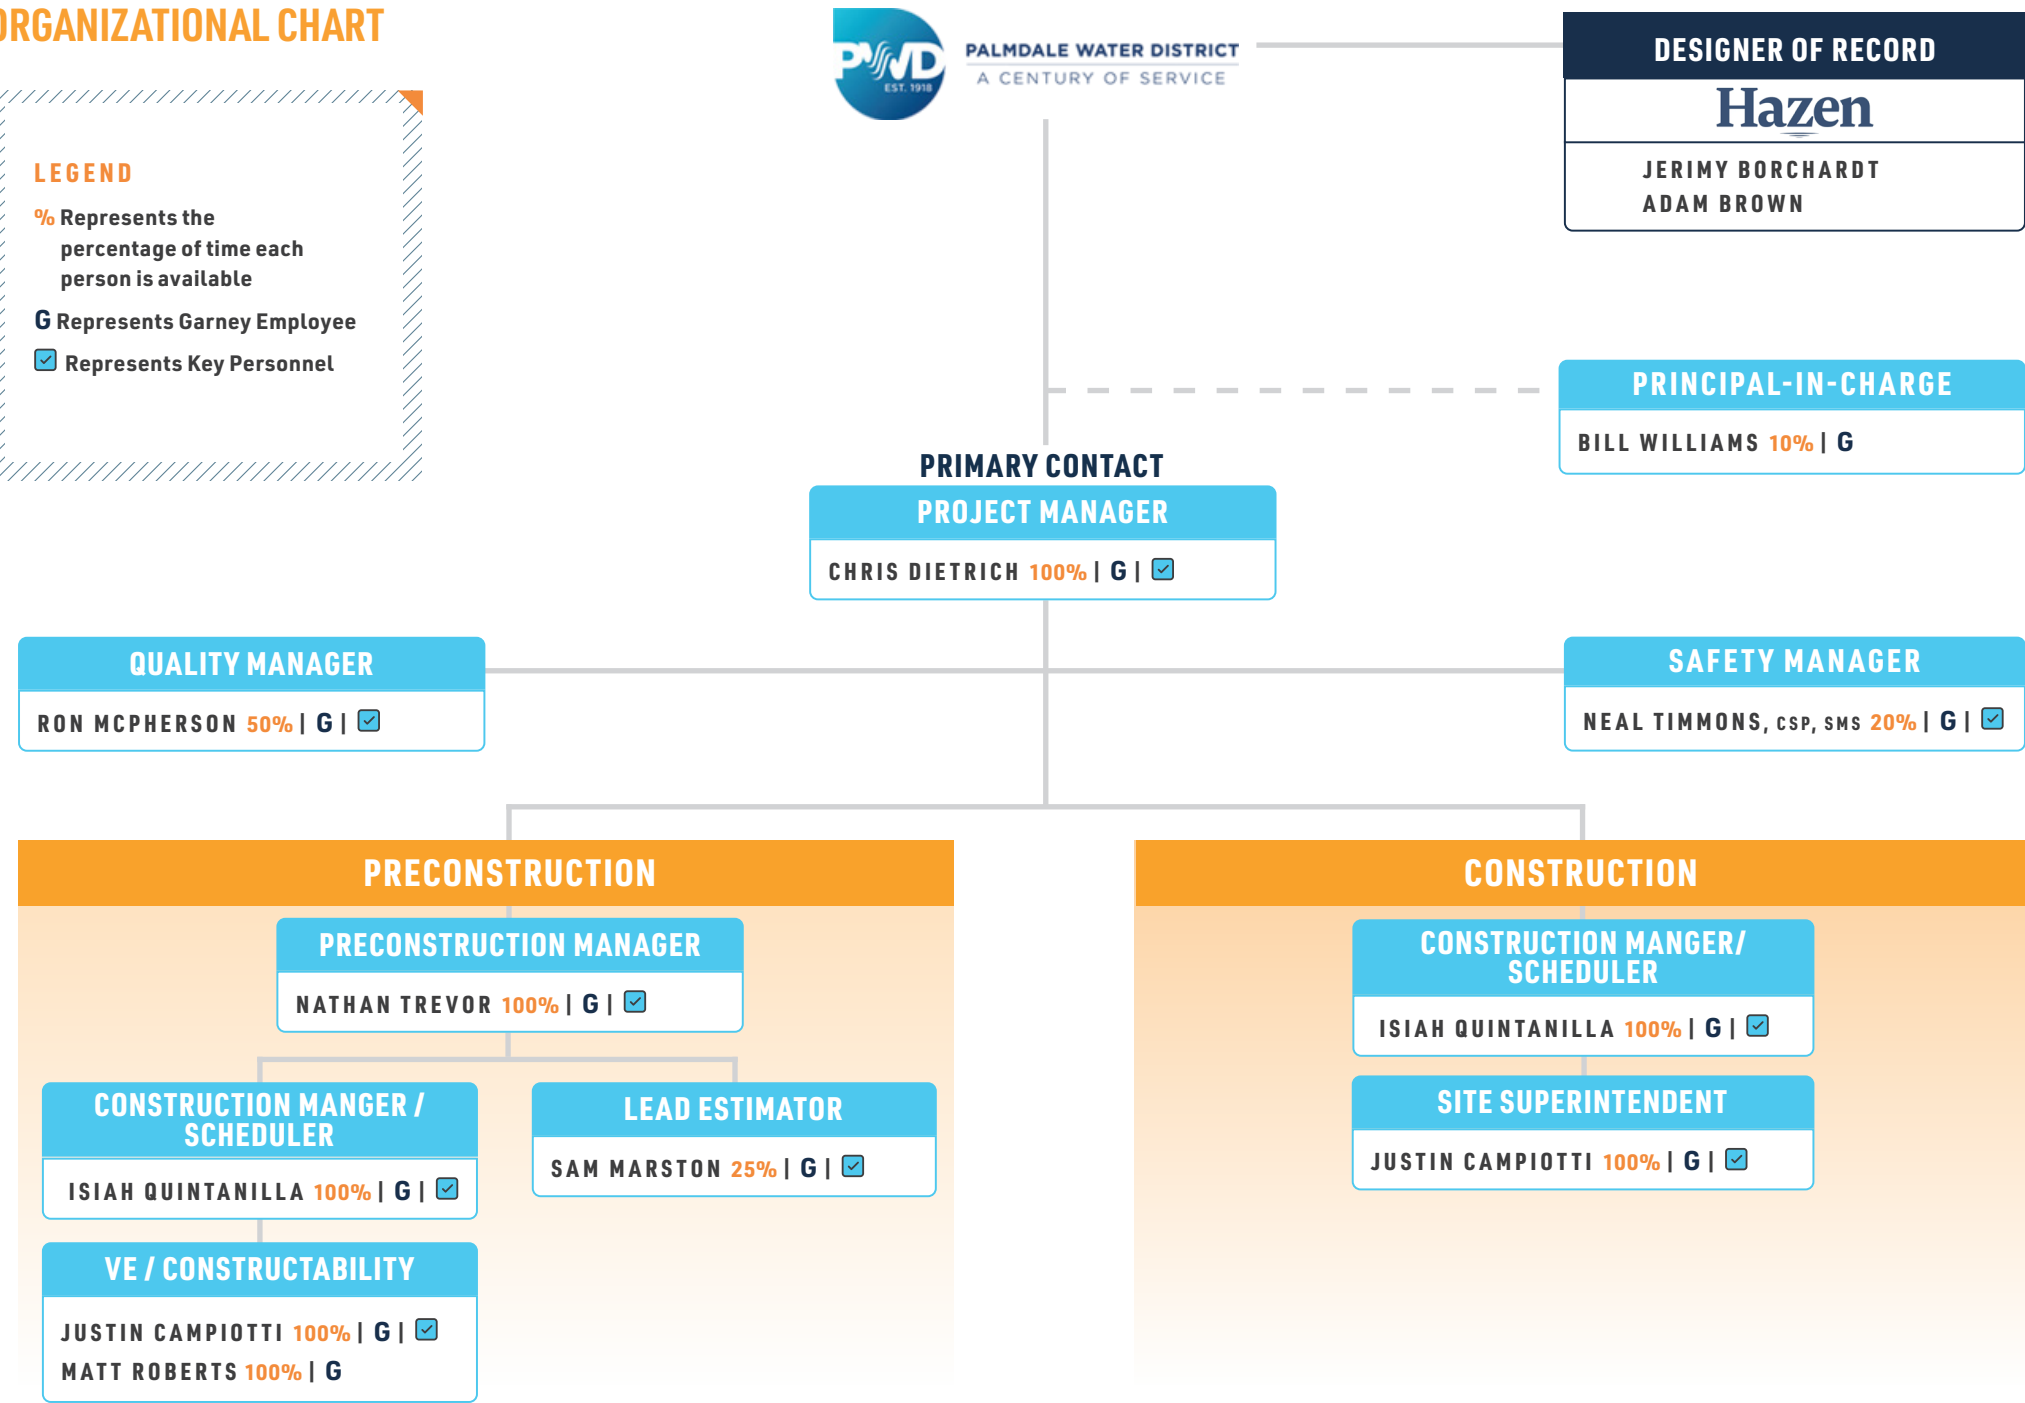 ORGANIZATIONAL CHART
PWD
EST. 1918
PALMDALE WATER DISTRICT
A CENTURY OF SERVICE
DESIGNER OF RECORD
Hazen
JERIMY BORCHARDT
ADAM BROWN
LEGEND
% Represents the
percentage of time each
person is available
G Represents Garney Employee
☑ Represents Key Personnel
PRINCIPAL-IN-CHARGE
BILL WILLIAMS 10% | G
PRIMARY CONTACT
PROJECT MANAGER
CHRIS DIETRICH 100% | G | ☑
QUALITY MANAGER
RON MCPHERSON 50% | G | ☑
SAFETY MANAGER
NEAL TIMMONS, CSP, SMS 20% | G | ☑
PRECONSTRUCTION
PRECONSTRUCTION MANAGER
NATHAN TREVOR 100% | G | ☑
CONSTRUCTION MANGER /
SCHEDULER
ISIAH QUINTANILLA 100% | G | ☑
LEAD ESTIMATOR
SAM MARSTON 25% | G | ☑
VE / CONSTRUCTABILITY
JUSTIN CAMPIOTTI 100% | G | ☑
MATT ROBERTS 100% | G
CONSTRUCTION
CONSTRUCTION MANGER/
SCHEDULER
ISIAH QUINTANILLA 100% | G | ☑
SITE SUPERINTENDENT
JUSTIN CAMPIOTTI 100% | G | ☑